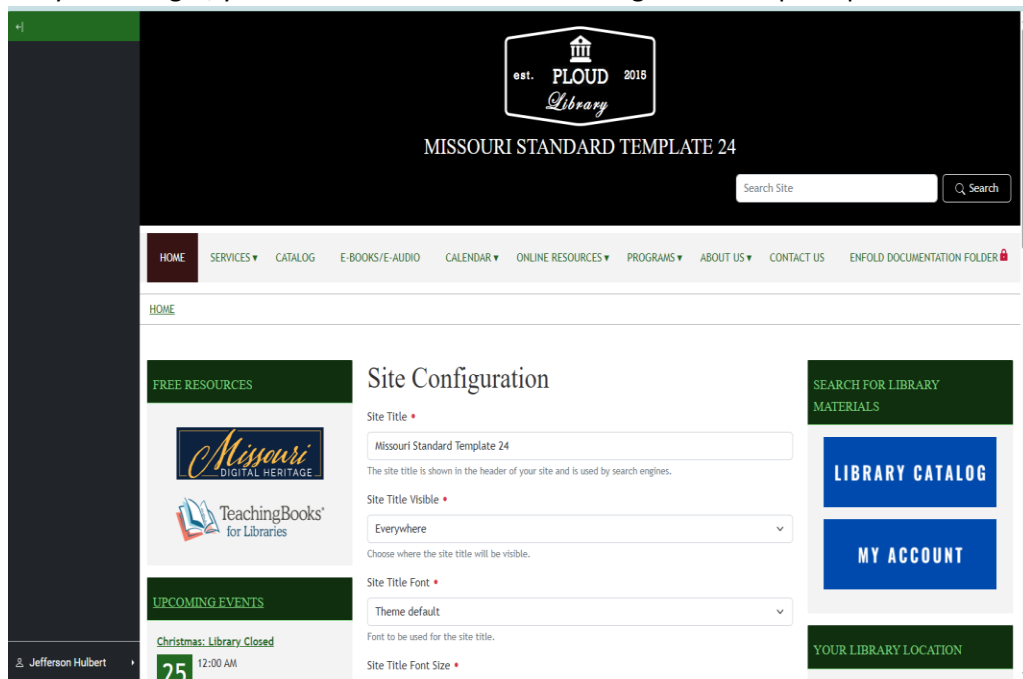 est. PLOUD 2015
Library
MISSOURI STANDARD TEMPLATE 24
Search Site
Search
HOME SERVICES ▾ CATALOG E-BOOKS/E-AUDIO CALENDAR ▾ ONLINE RESOURCES ▾ PROGRAMS ▾ ABOUT US ▾ CONTACT US ENFOLD DOCUMENTATION FOLDER
HOME
FREE RESOURCES
Missouri
DIGITAL HERITAGE
TeachingBooks
for Libraries
UPCOMING EVENTS
Christmas: Library Closed
25 12:00 AM
Site Configuration
Site Title •
Missouri Standard Template 24
The site title is shown in the header of your site and is used by search engines.
Site Title Visible •
Everywhere
Choose where the site title will be visible.
Site Title Font •
Theme default
Font to be used for the site title.
Site Title Font Size •
SEARCH FOR LIBRARY
MATERIALS
LIBRARY CATALOG
MY ACCOUNT
YOUR LIBRARY LOCATION
Jefferson Hulbert